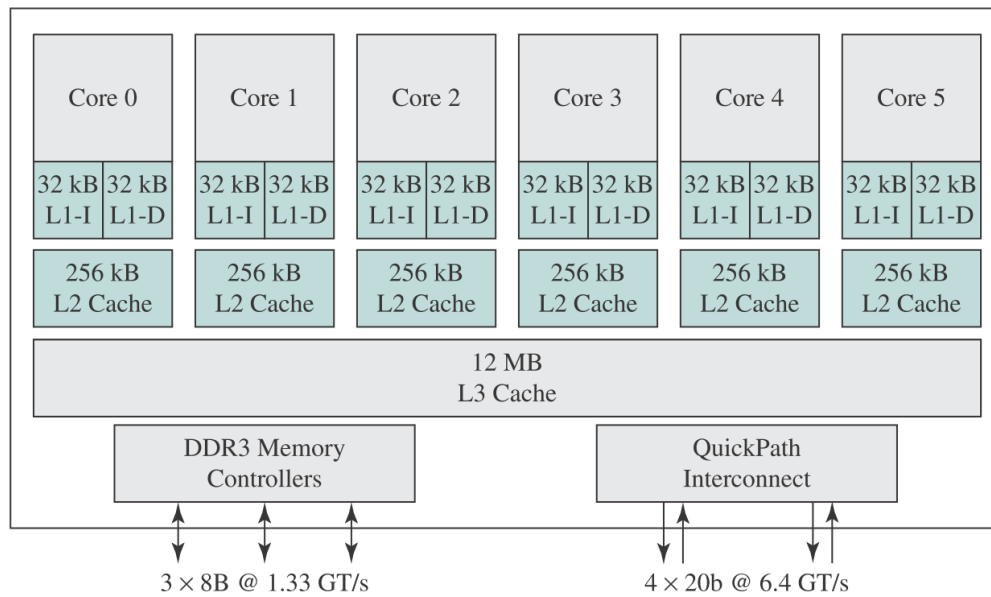 Core 0
Core 1
Core 2
Core 3
Core 4
Core 5
32 kB 32 kB 32 kB 32 kB 32 kB 32 kB 32 kB 32 kB 32 kB 32 kB 32 kB 32 kB
L1-I L1-D L1-I L1-D L1-I L1-D L1-I L1-D L1-I L1-D L1-I L1-D
256 kB 256 kB 256 kB 256 kB 256 kB 256 kB
L2 Cache L2 Cache L2 Cache L2 Cache L2 Cache L2 Cache
12 MB
L3 Cache
DDR3 Memory
Controllers
QuickPath
Interconnect
3 × 8B @ 1.33 GT/s
4 × 20b @ 6.4 GT/s